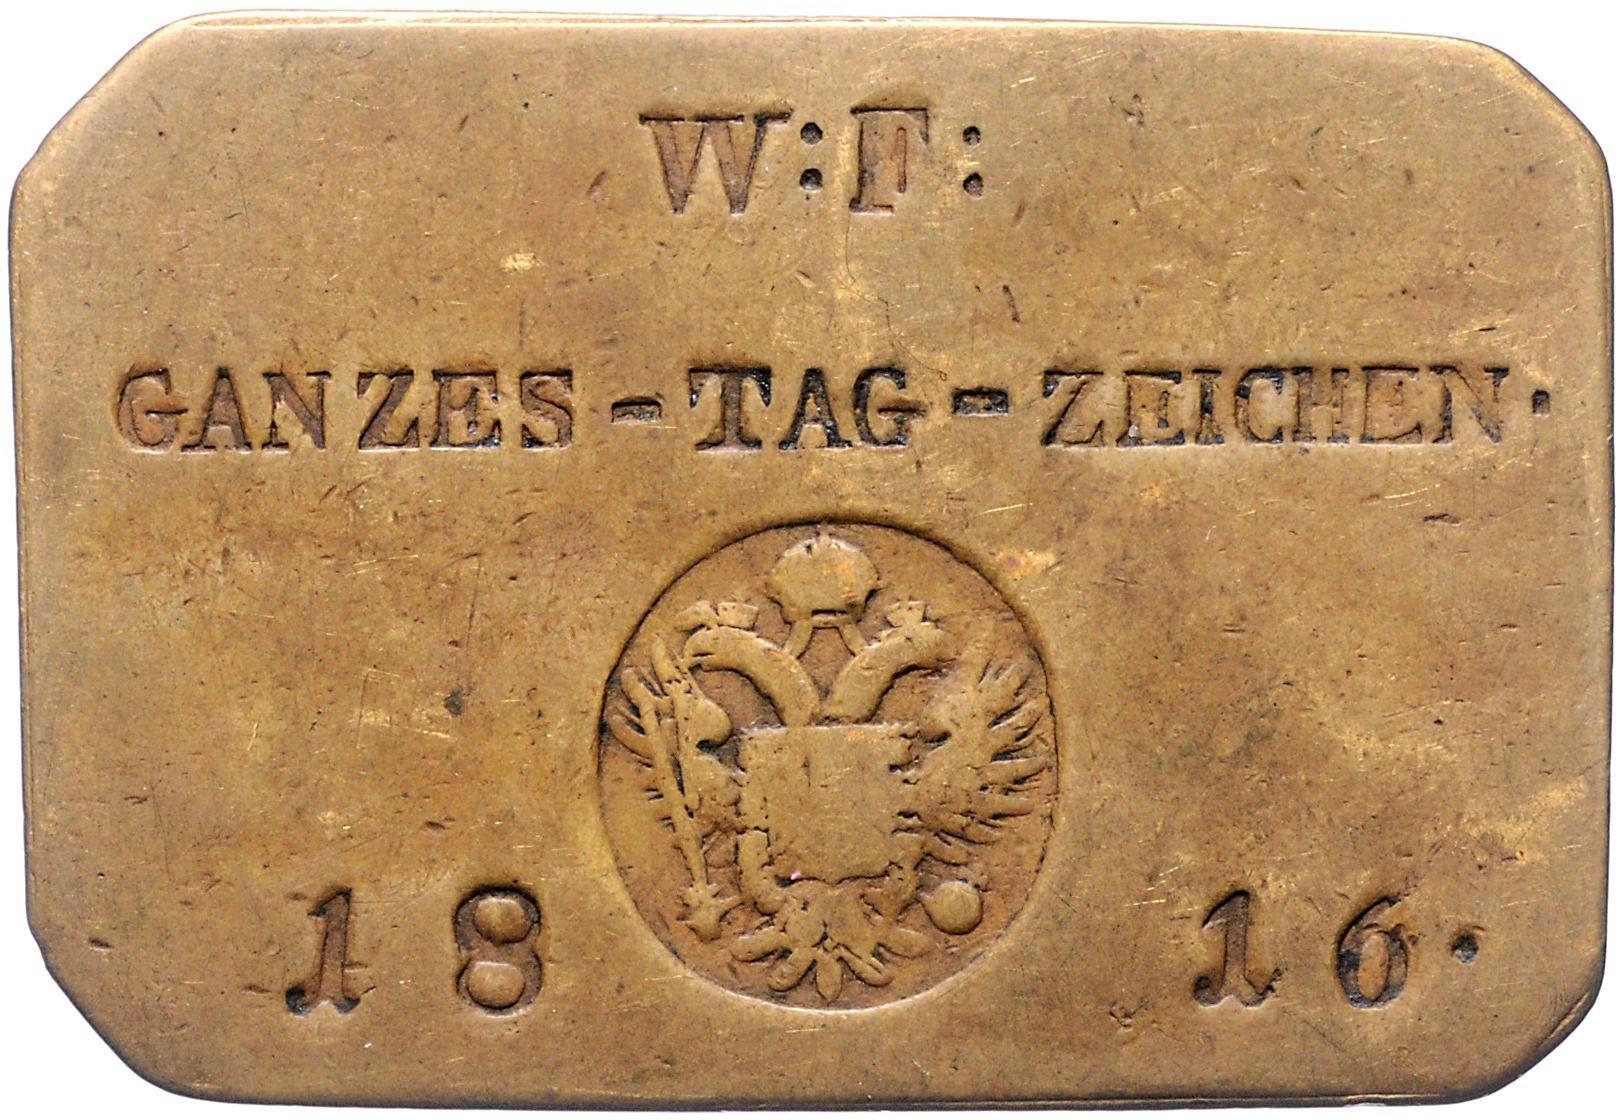 W:F:
GANZES-TAG-ZEICHEN.
18 16.